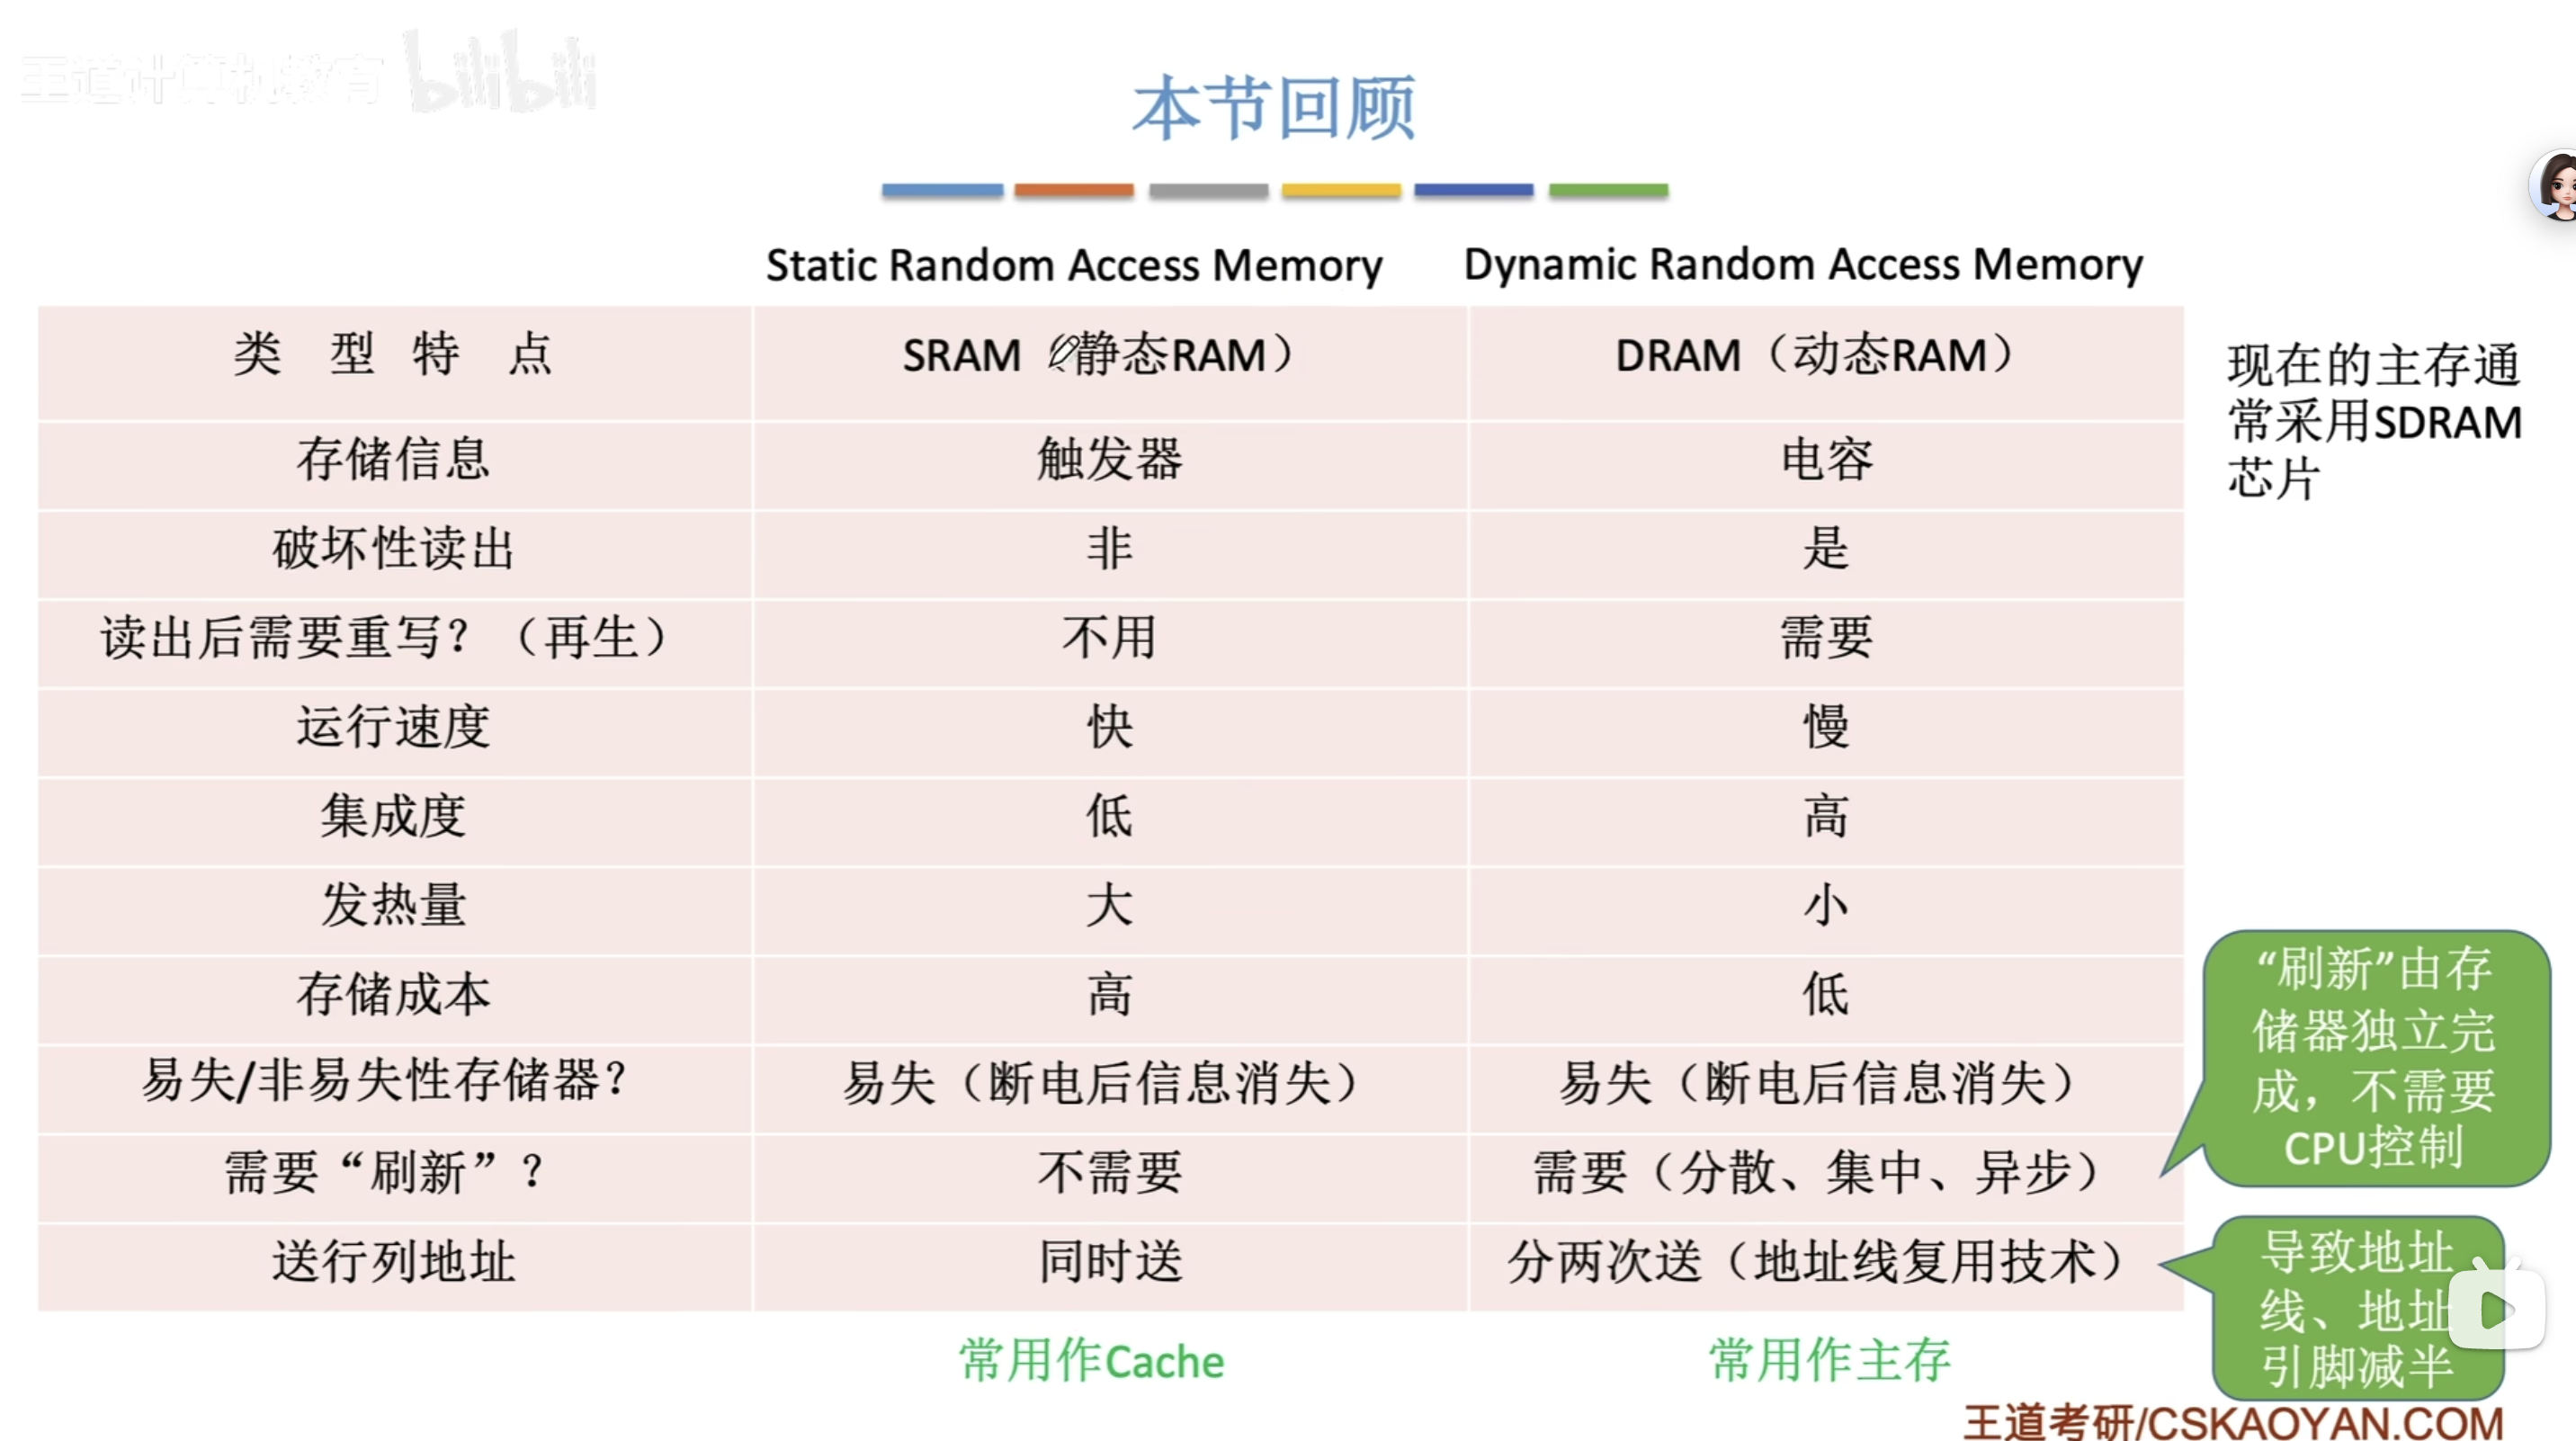 王道计算机教育 bilibili
本节回顾
Static Random Access Memory Dynamic Random Access Memory
类 型 特 点 SRAM（静态RAM） DRAM（动态RAM）
存储信息 触发器 电容
破坏性读出 非 是
读出后需要重写？（再生） 不用 需要
运行速度 快 慢
集成度 低 高
发热量 大 小
存储成本 高 低
易失/非易失性存储器？ 易失（断电后信息消失） 易失（断电后信息消失）
需要“刷新”？ 不需要 需要（分散、集中、异步）
送行列地址 同时送 分两次送（地址线复用技术）
常用作Cache 常用作主存
现在的主存通
常采用SDRAM
芯片
“刷新”由存
储器独立完
成，不需要
CPU控制
导致地址
线、地址
引脚减半
王道考研/CSKAOYAN.COM